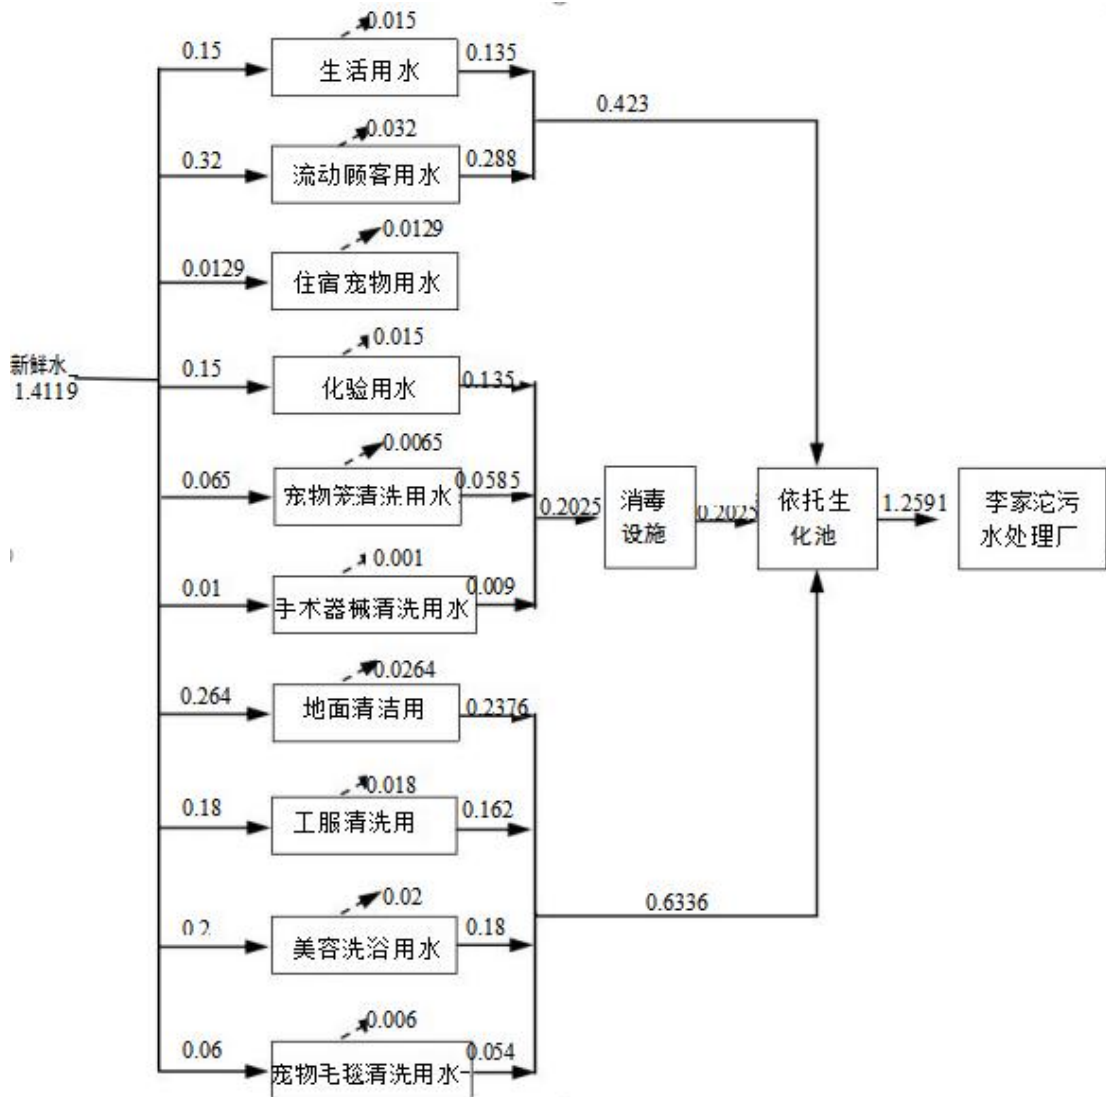 0.015
0.15
生活用水
0.135
0.423
0.032
0.32
流动顾客用水
0.288
0.0129
0.0129
住宿宠物用水
新鲜水
1.4119
0.015
0.15
化验用水
0.135
0.0065
0.065
宠物笼清洗用水
0.0585
0.2025
消毒
设施
0.2025
依托生
化池
1.2591
李家沱污
水处理厂
0.001
0.01
手术器械清洗用水
0.009
0.0264
0.264
地面清洁用
0.2376
0.018
0.18
工服清洗用
0.162
0.6336
0.02
0.2
美容洗浴用水
0.18
0.006
0.06
宠物毛毯清洗用水
0.054